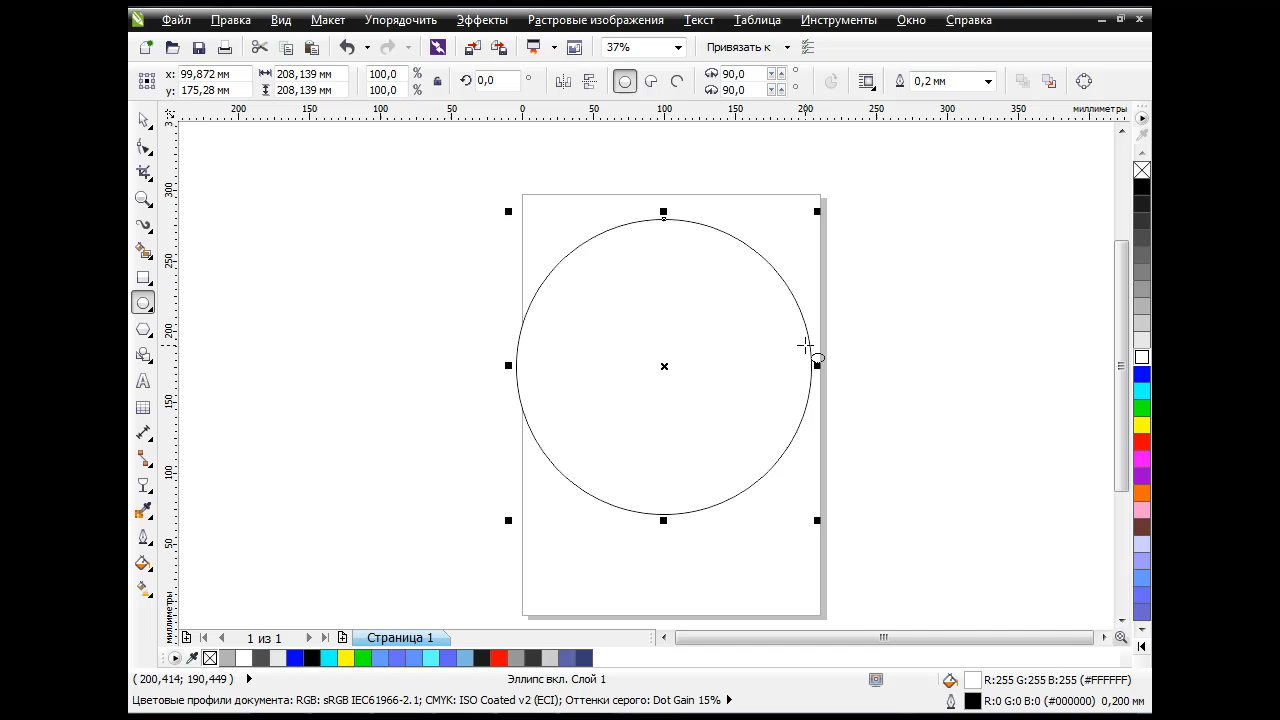 Файл Правка Вид Макет Упорядочить Эффекты Растровые изображения Текст Таблица Инструменты Окно Справка
37% Привязать к
x: 99,872 мм 208,139 мм 100,0 % 0,0 ° 90,0 ° 0,2 мм
y: 175,28 мм 208,139 мм 100,0 % 90,0 °
200 150 100 50 0 50 100 150 200 250 300 350 миллиметры
300
250
200
150
100
50
миллиметры
1 из 1 Страница 1
( 200,414; 190,449 ) Эллипс вкл. Слой 1 R:255 G:255 B:255 (#FFFFFF)
Цветовые профили документа: RGB: sRGB IEC61966-2.1; CMYK: ISO Coated v2 (ECI); Оттенки серого: Dot Gain 15% R:0 G:0 B:0 (#000000) 0,200 мм